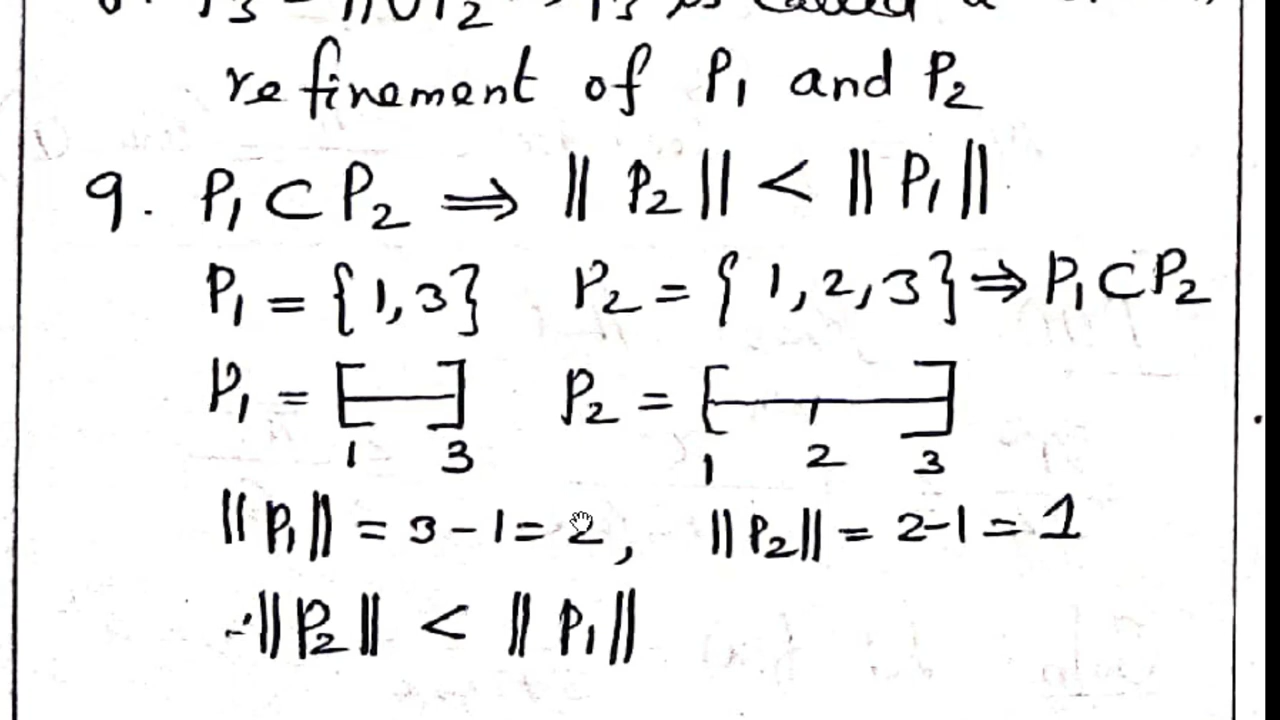 refinement of P₁ and P₂
9. P₁ ⊂ P₂ ⟹ || P₂ || < || P₁ ||
P₁ = {1,3} P₂ = { 1,2,3} ⇒ P₁ ⊂ P₂
P₁ = [ ] P₂ = [ ]
1 3 1 2 3
|| P₁ || = 3 - 1 = 2, || P₂ || = 2-1 = 1
∴ || P₂ || < || P₁ ||